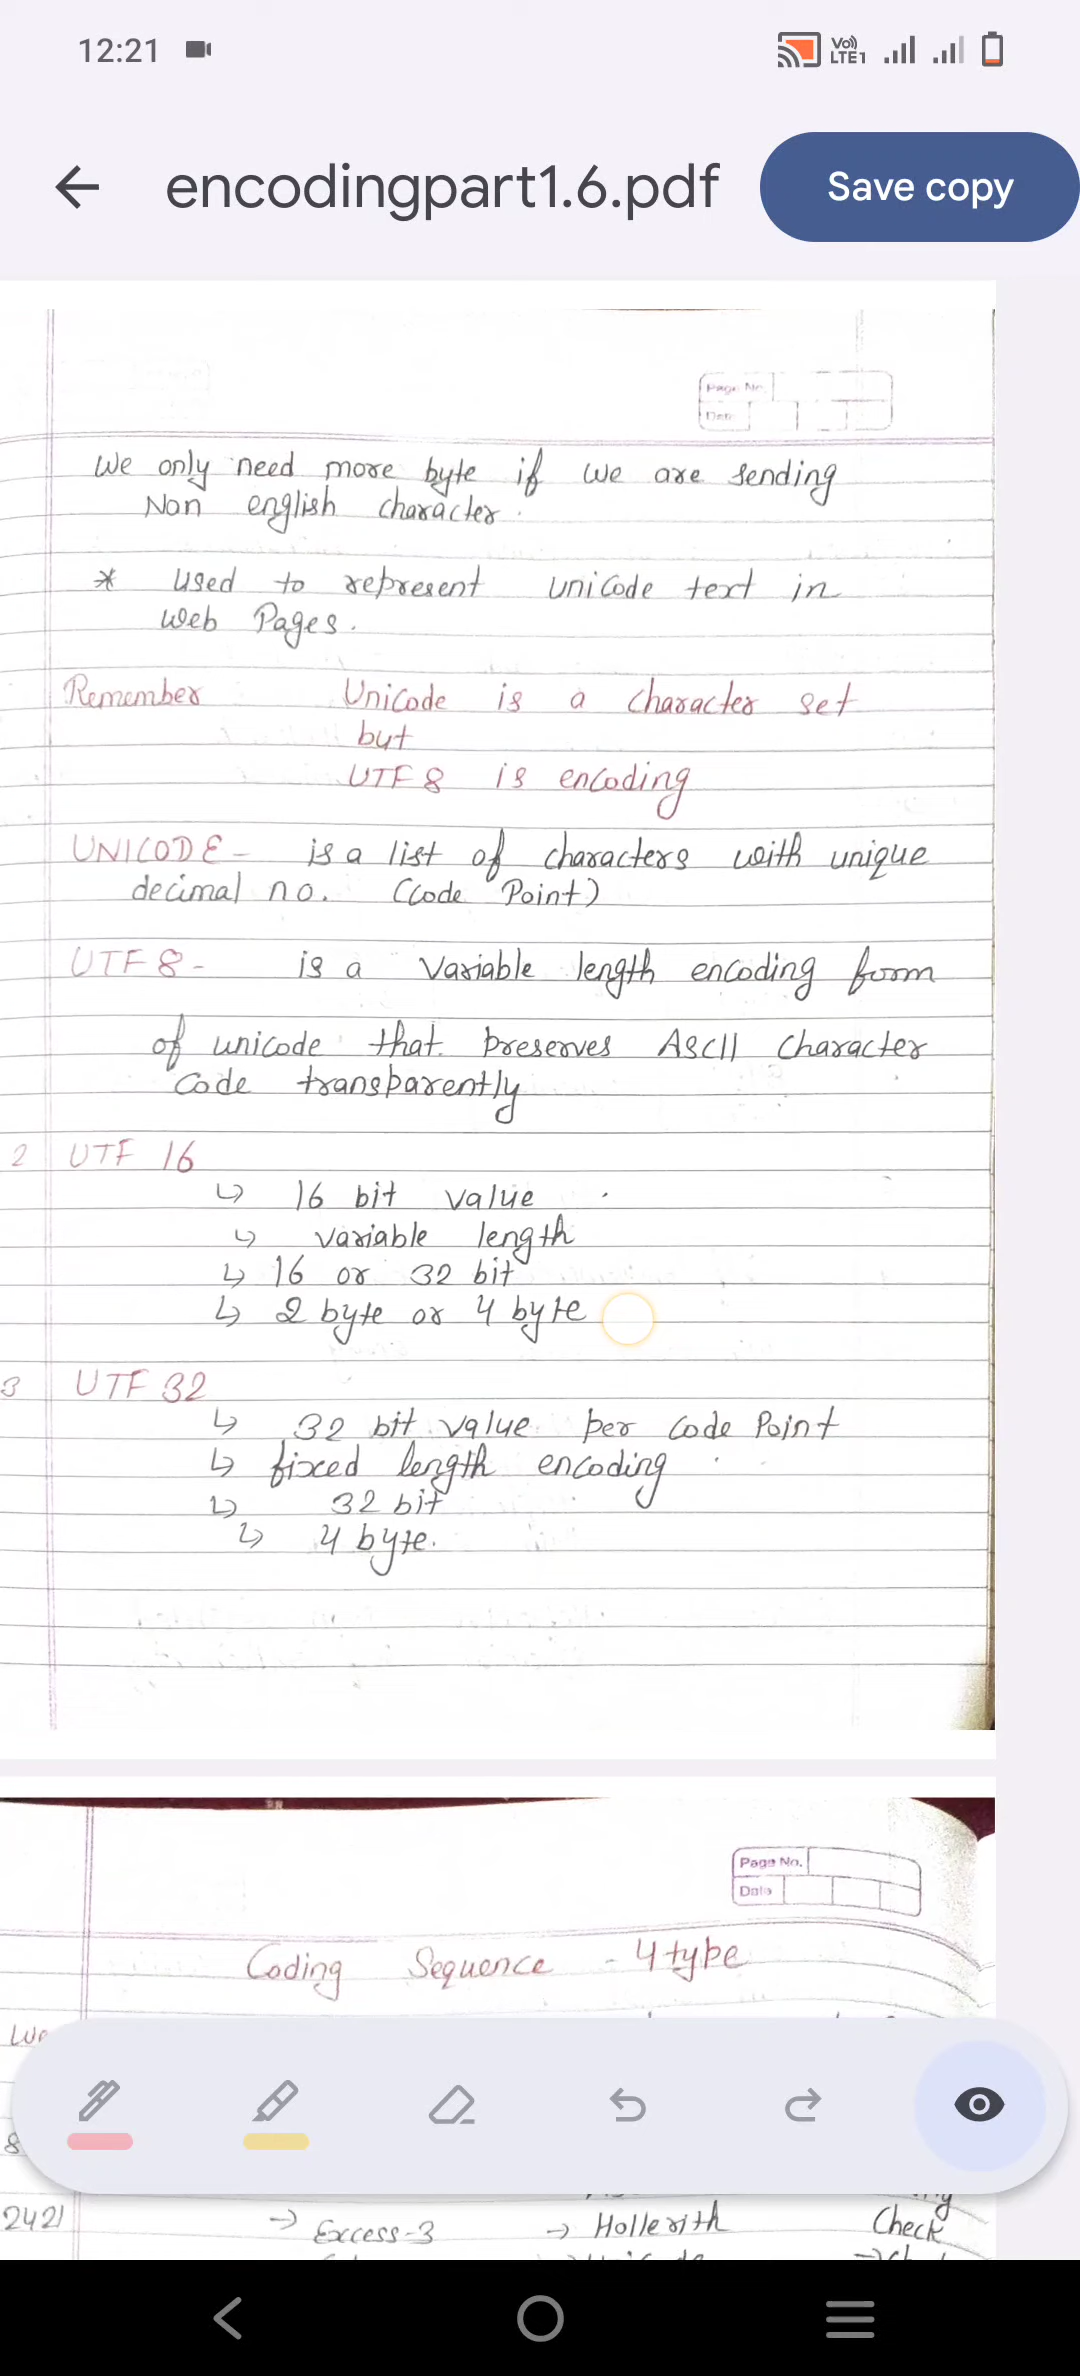 12:21
Vo)
LTE1
encodingpart1.6.pdf
Save copy
Page No.
Date
We only need more byte if we are sending
Non english character.
* used to represent unicode text in
web Pages.
Remember Unicode is a character set
but
UTF 8 is encoding
UNICODE - is a list of characters with unique
decimal no. (Code Point)
UTF 8 - is a variable length encoding form
of unicode that preserves ASCII character
code transparently
2 UTF 16
↳ 16 bit value
↳ variable length
↳ 16 or 32 bit
↳ 2 byte or 4 byte
3 UTF 32
↳ 32 bit value per code Point
↳ fixed length encoding
↳ 32 bit
↳ 4 byte.
Page No.
Date
Coding Sequence - 4 type
We
8
2421 → Excess-3 → Hollerith Check